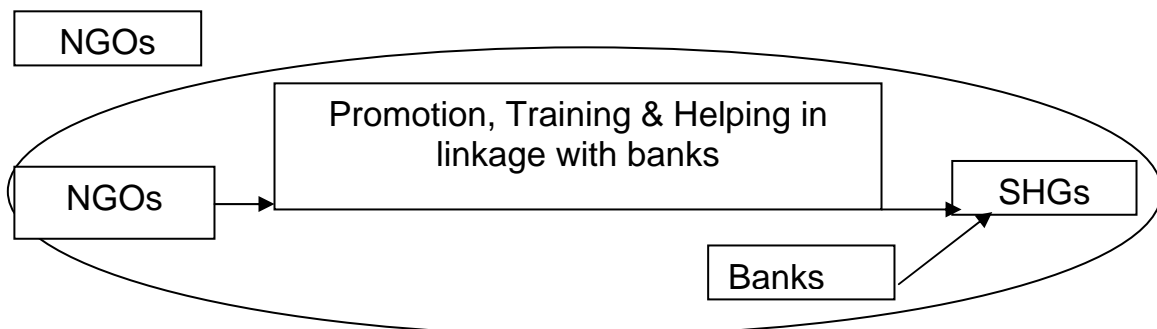 NGOs
Promotion, Training & Helping in
linkage with banks
NGOs
SHGs
Banks